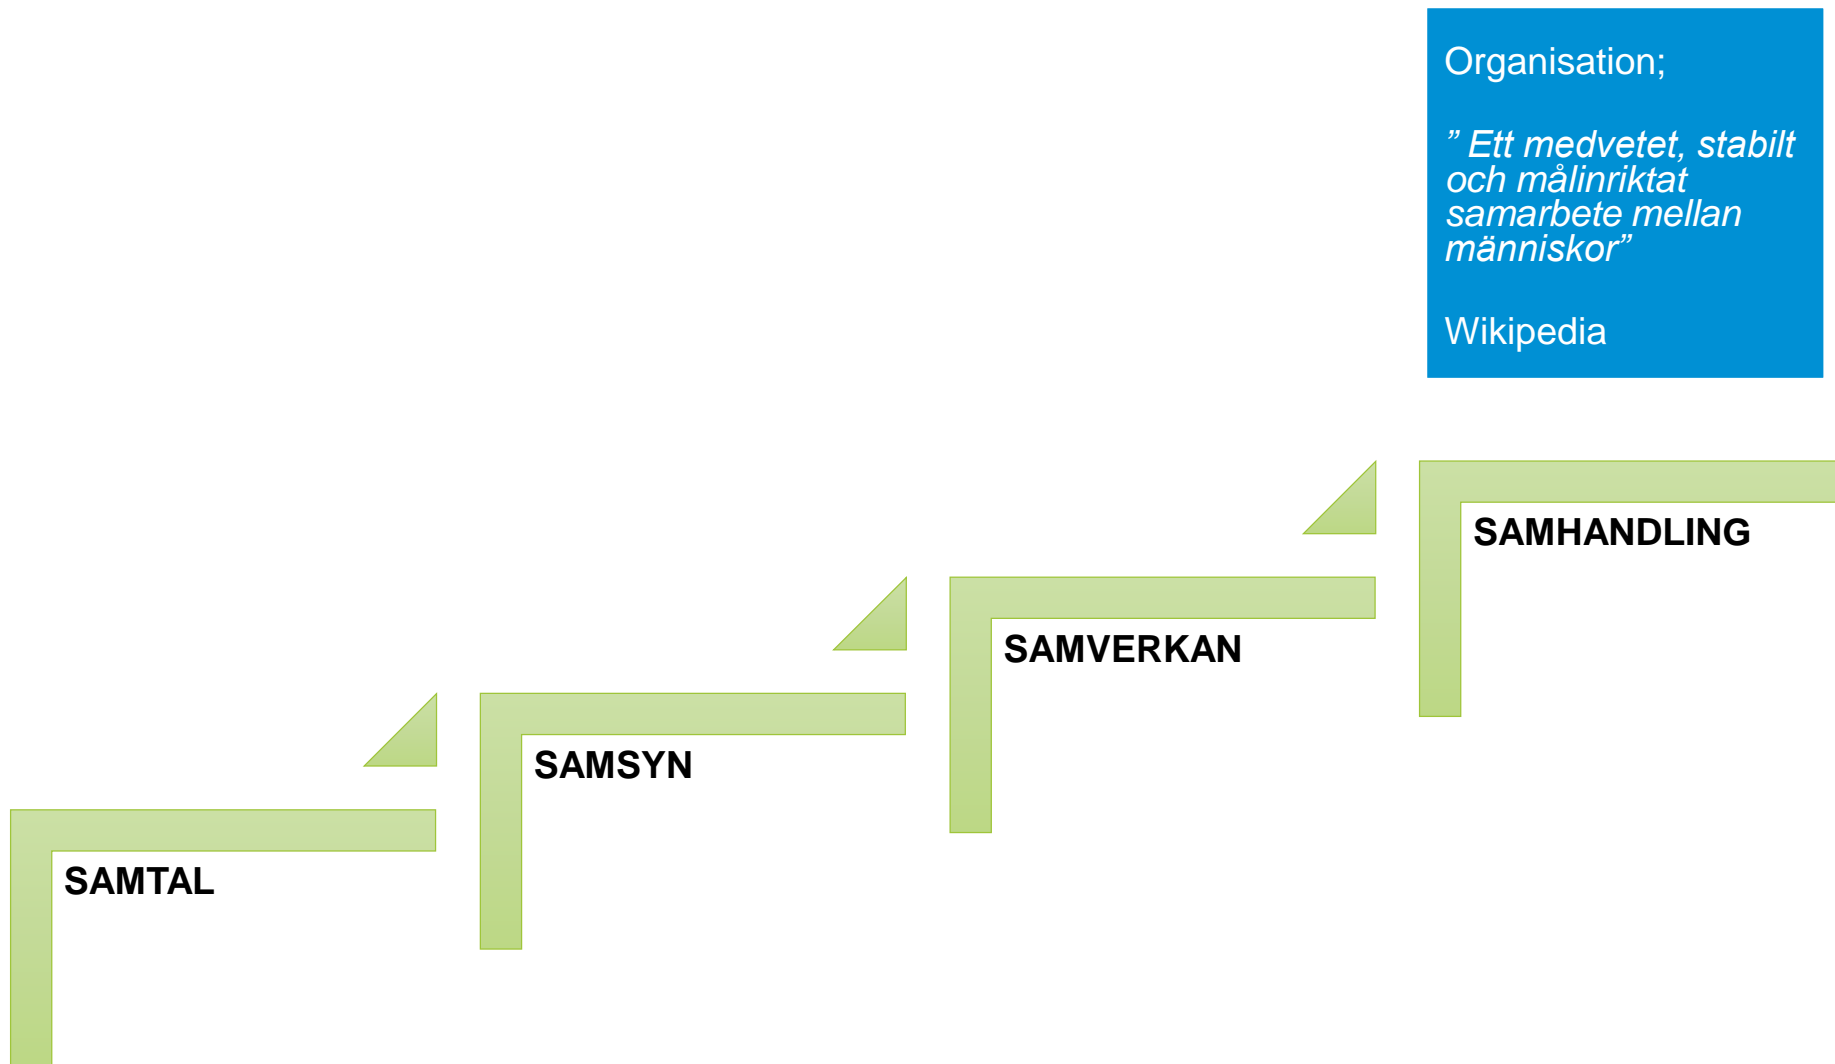 Organisation;
” Ett medvetet, stabilt
och målinriktat
samarbete mellan
människor”
Wikipedia
SAMHANDLING
SAMVERKAN
SAMSYN
SAMTAL